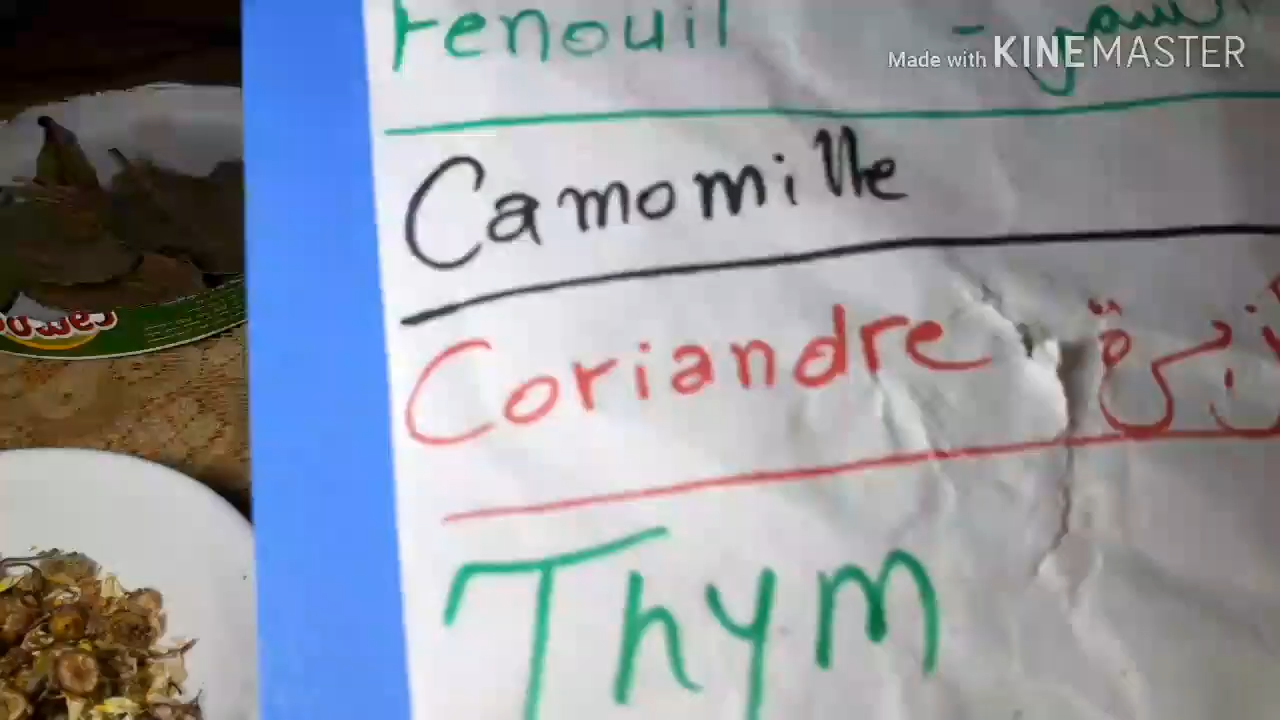 fenouil -
Made with KINEMASTER
Camomille
Coriandre
Thym